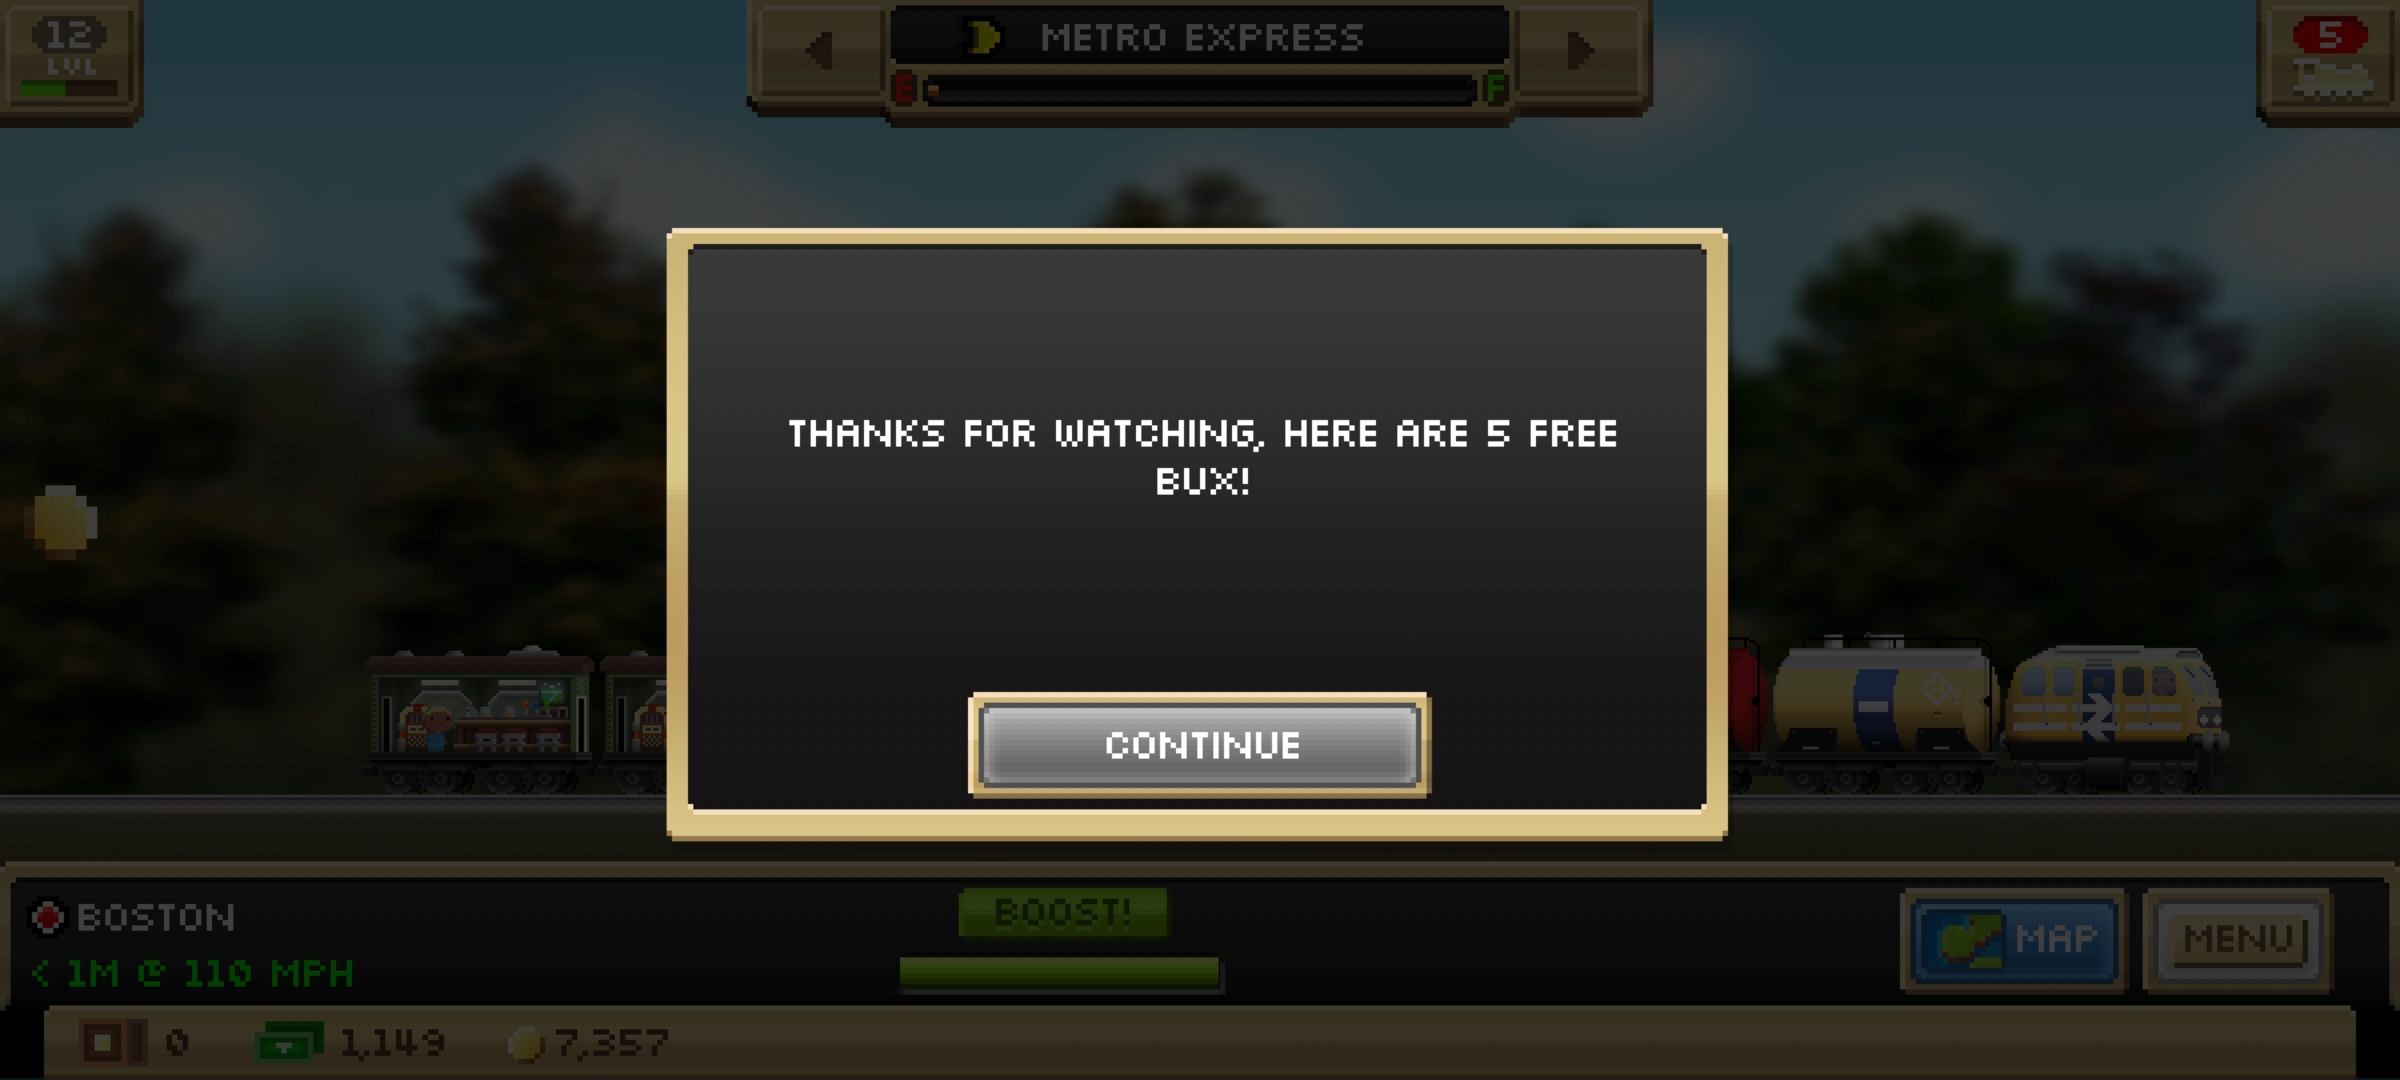 12
LVL
METRO EXPRESS
E F
5
THANKS FOR WATCHING, HERE ARE 5 FREE
BUX!
CONTINUE
BOSTON
< 1M @ 110 MPH
BOOST!
MAP
MENU
0 1,149 7,357